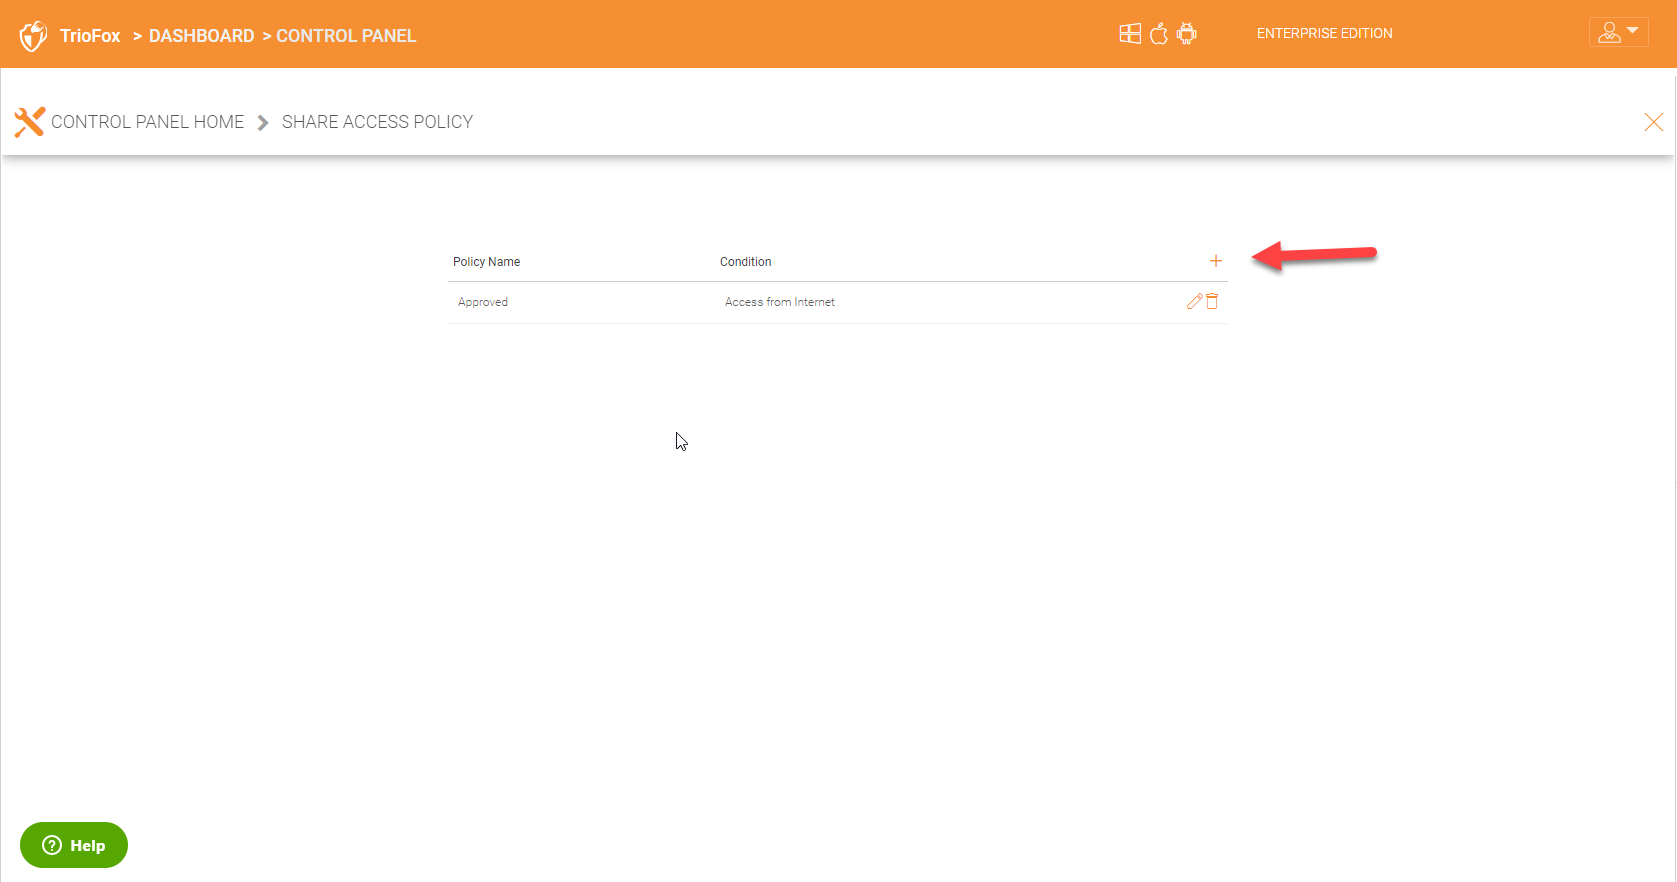 TrioFox > DASHBOARD > CONTROL PANEL
ENTERPRISE EDITION
CONTROL PANEL HOME > SHARE ACCESS POLICY
Policy Name Condition +
Approved Access from Internet
? Help